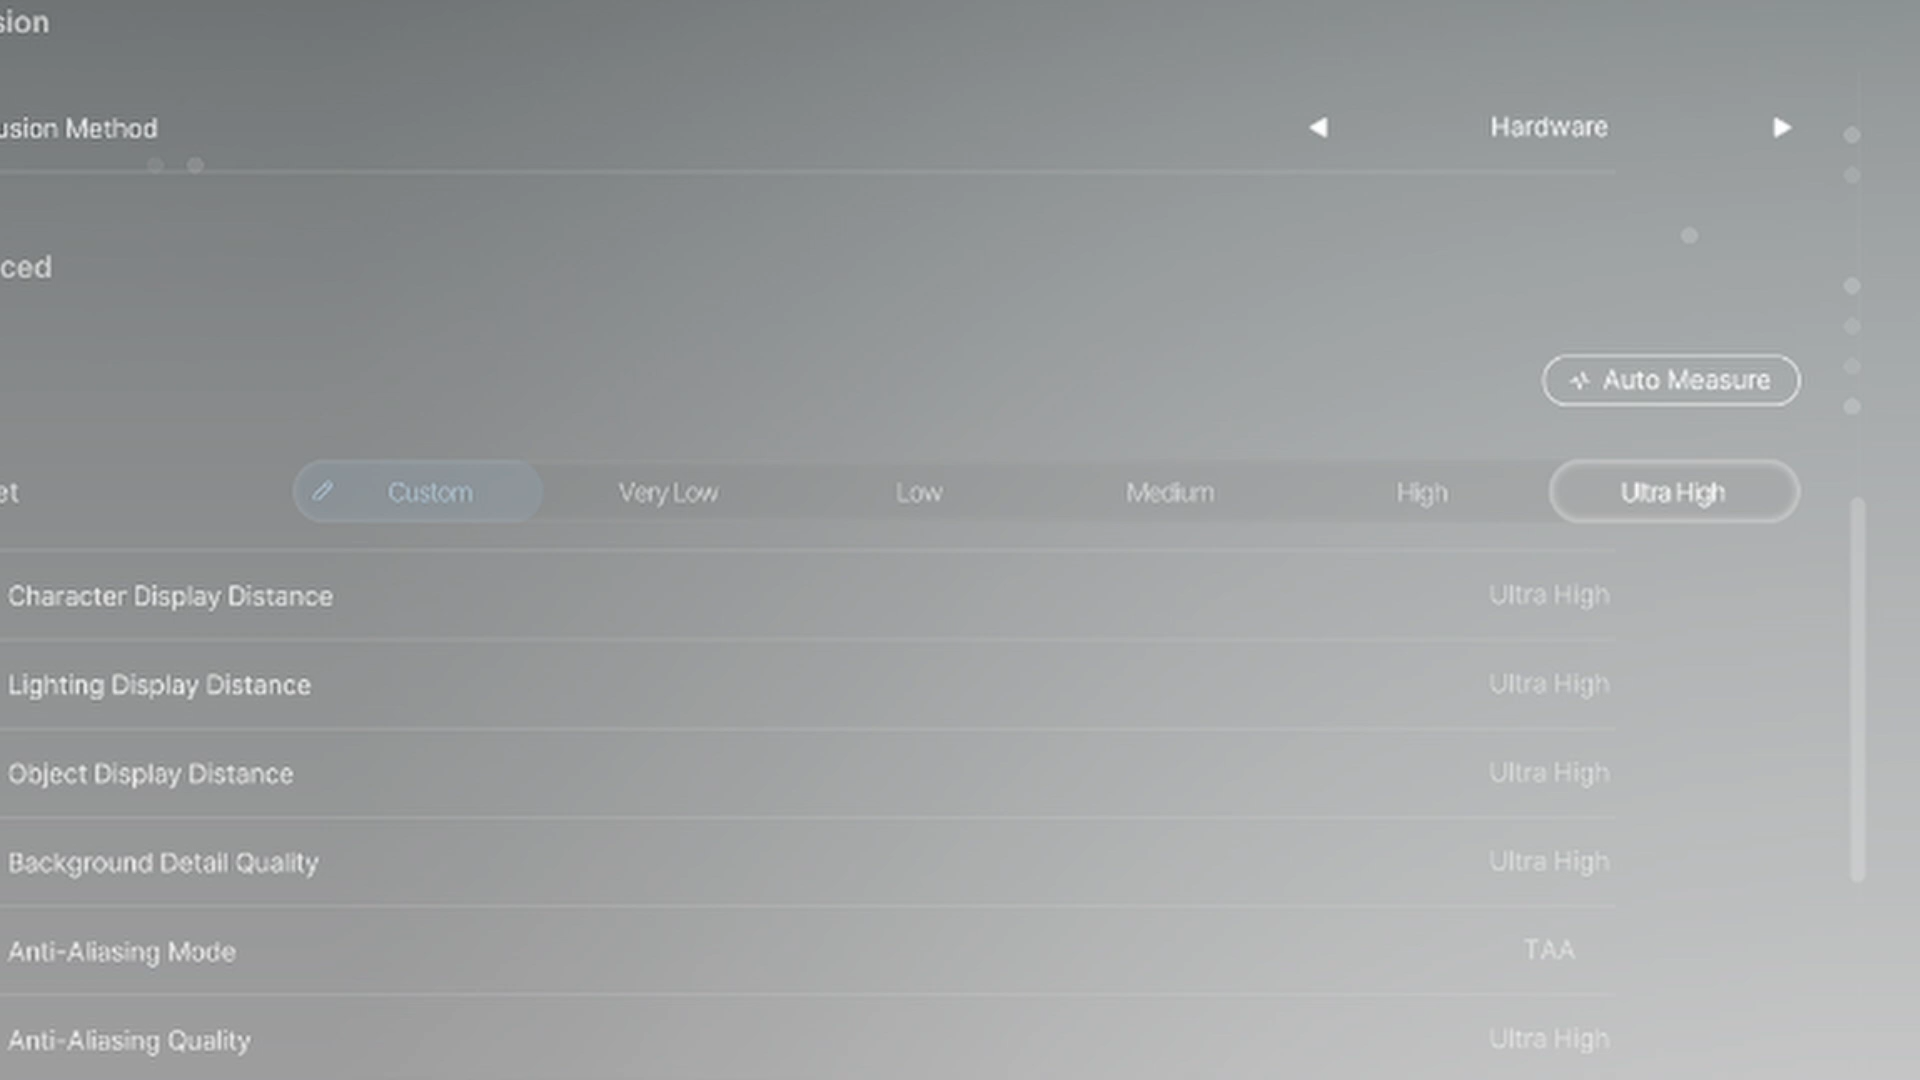 sion
usion Method Hardware
ced
Auto Measure
et Custom Very Low Low Medium High Ultra High
Character Display Distance Ultra High
Lighting Display Distance Ultra High
Object Display Distance Ultra High
Background Detail Quality Ultra High
Anti-Aliasing Mode TAA
Anti-Aliasing Quality Ultra High